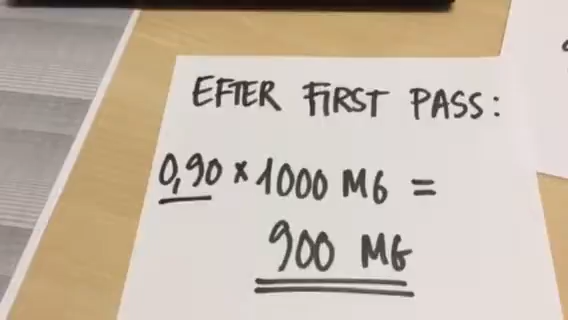 EFTER FIRST PASS:
0,90 × 1000 MG =
900 MG